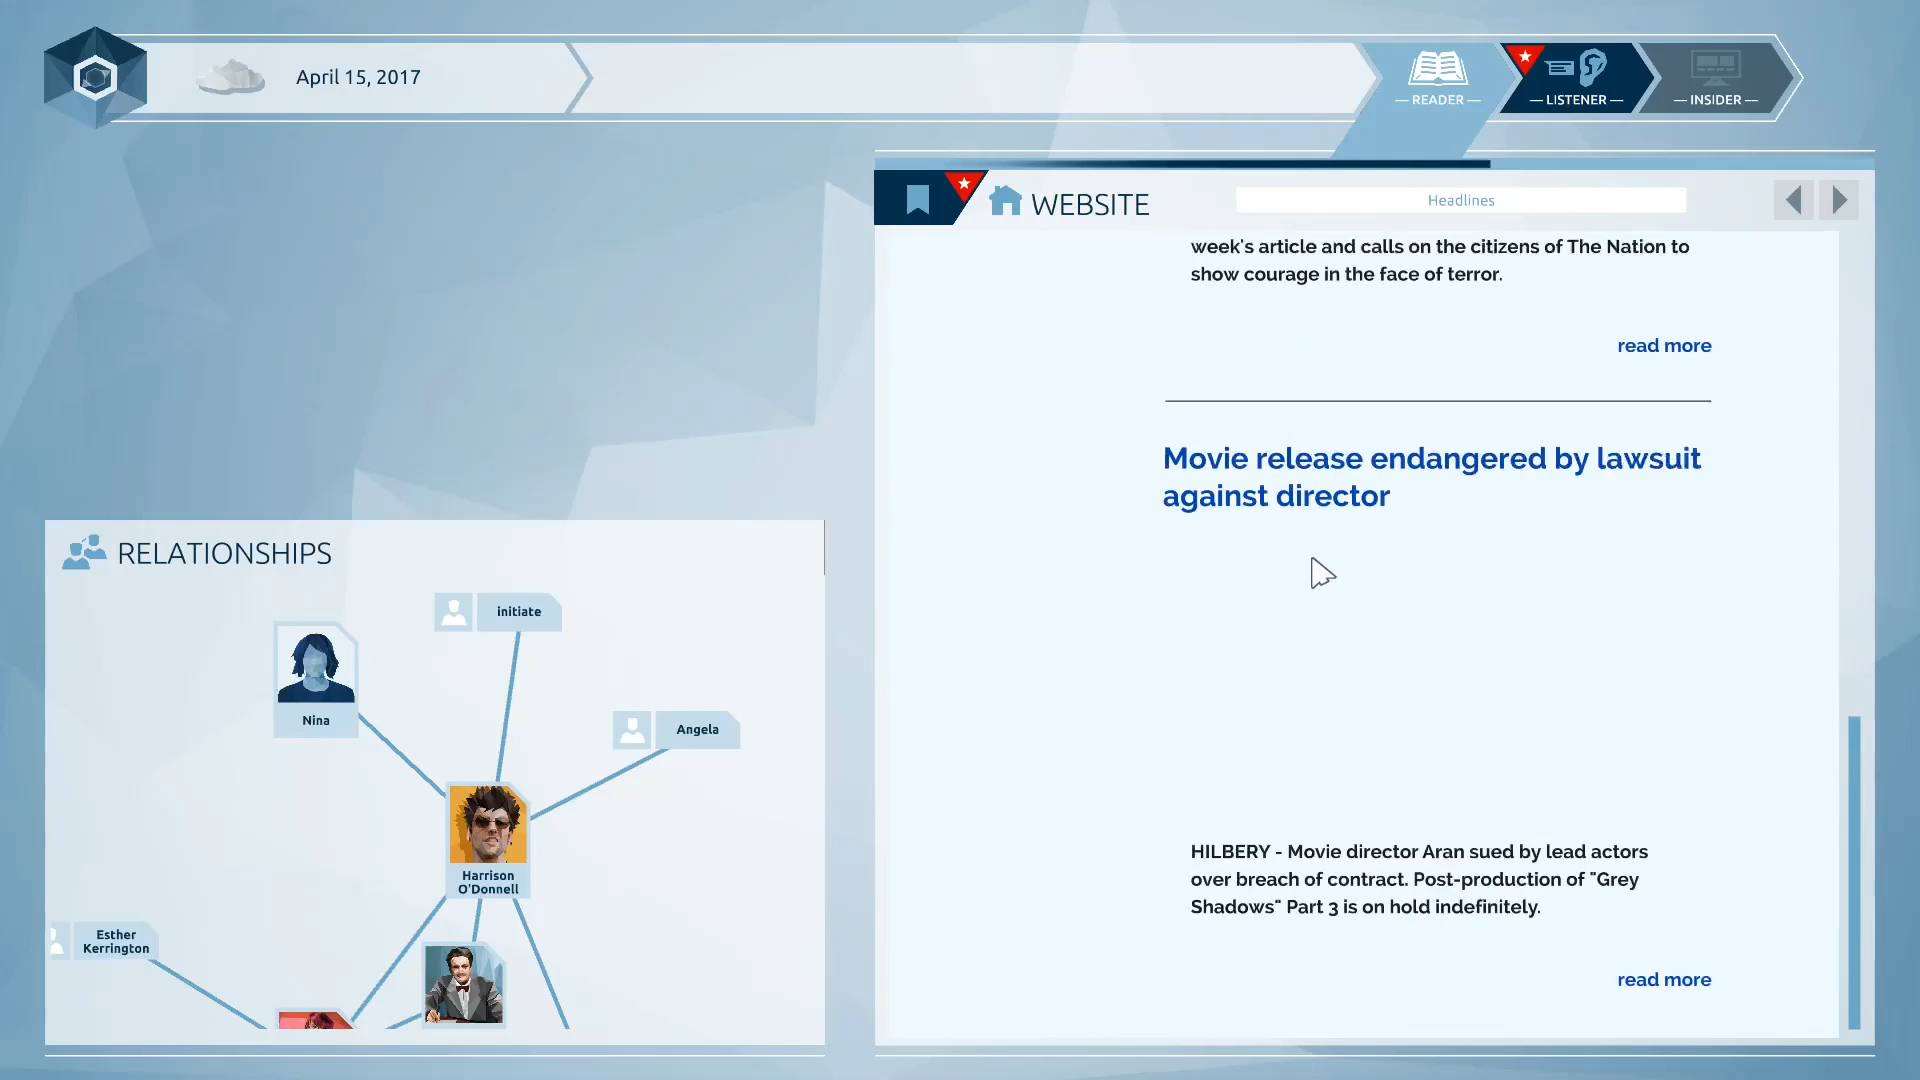 April 15, 2017
READER
LISTENER
INSIDER
WEBSITE
Headlines
week's article and calls on the citizens of The Nation to
show courage in the face of terror.
read more
Movie release endangered by lawsuit
against director
HILBERY - Movie director Aran sued by lead actors
over breach of contract. Post-production of "Grey
Shadows" Part 3 is on hold indefinitely.
read more
RELATIONSHIPS
initiate
Nina
Angela
Harrison
O'Donnell
Esther
Kerrington